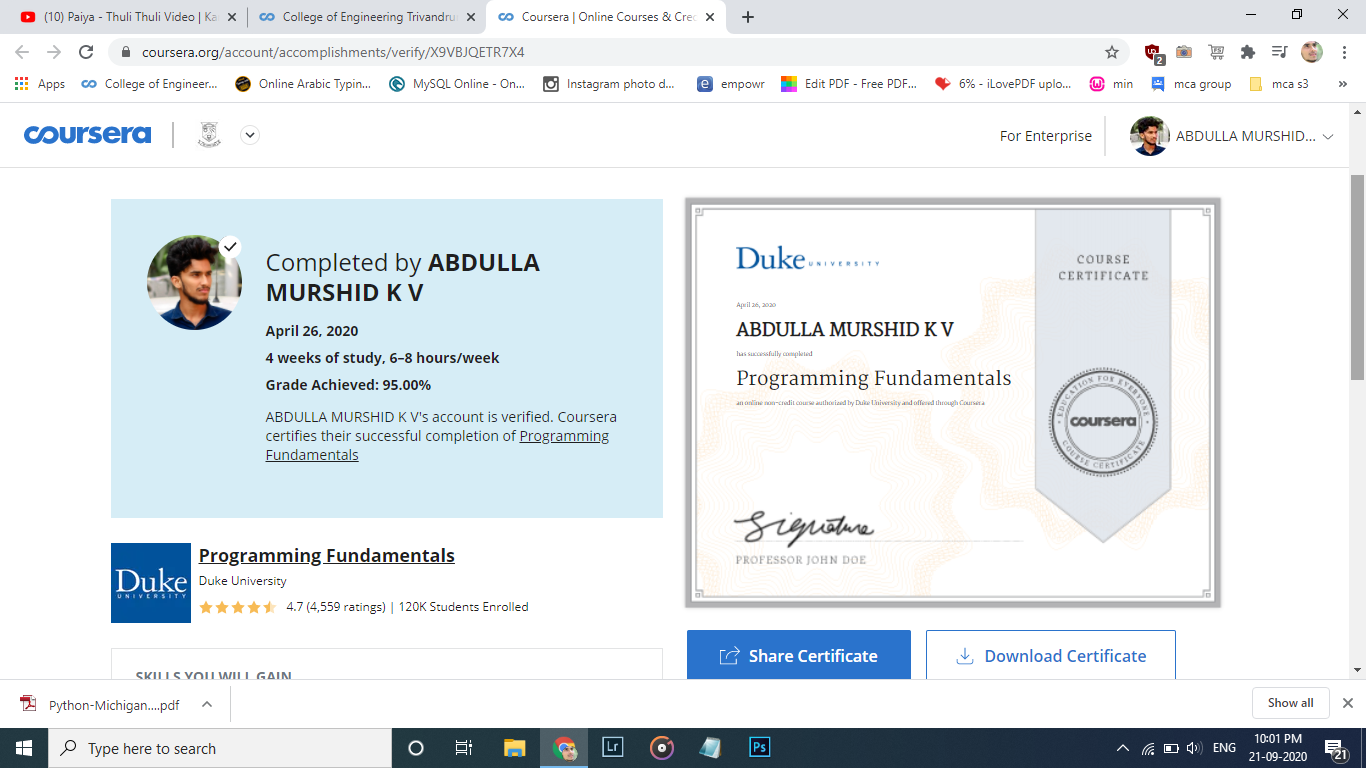 (10) Paiya - Thuli Thuli Video | Ka
College of Engineering Trivandru
Coursera | Online Courses & Cred
coursera.org/account/accomplishments/verify/X9VBJQETR7X4
2
Apps
College of Engineer...
Online Arabic Typin...
MySQL Online - On...
Instagram photo d...
empowr
Edit PDF - Free PDF...
6% - iLovePDF uplo...
min
mca group
mca s3
»
coursera
For Enterprise
ABDULLA MURSHID...
Completed by ABDULLA
MURSHID K V
April 26, 2020
4 weeks of study, 6–8 hours/week
Grade Achieved: 95.00%
ABDULLA MURSHID K V's account is verified. Coursera
certifies their successful completion of Programming
Fundamentals
Duke
UNIVERSITY
Programming Fundamentals
Duke University
4.7 (4,559 ratings) | 120K Students Enrolled
SKILLS YOU WILL GAIN
Duke UNIVERSITY
April 26, 2020
ABDULLA MURSHID K V
has successfully completed
Programming Fundamentals
an online non-credit course authorized by Duke University and offered through Coursera
Signature
PROFESSOR JOHN DOE
COURSE
CERTIFICATE
EDUCATION FOR EVERYONE
coursera
COURSE CERTIFICATE
Share Certificate
Download Certificate
Python-Michigan....pdf
Show all
Type here to search
Lr
Ps
ENG
10:01 PM
21-09-2020
21